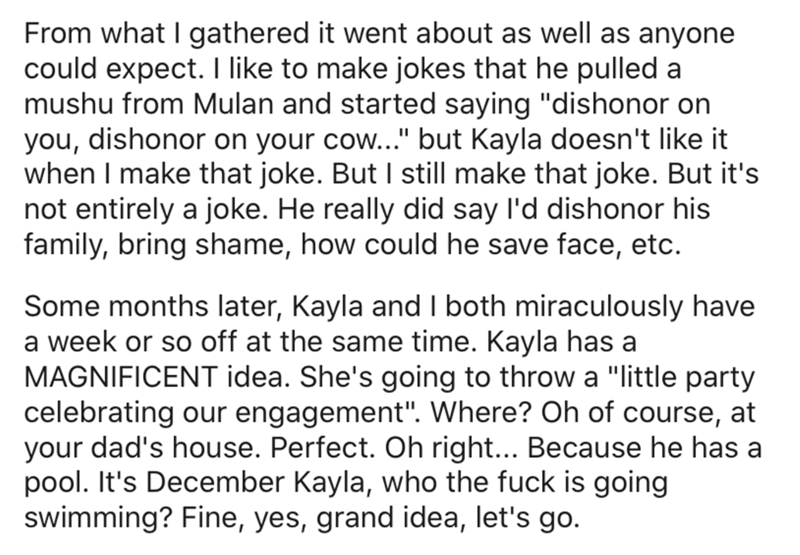 From what I gathered it went about as well as anyone
could expect. I like to make jokes that he pulled a
mushu from Mulan and started saying "dishonor on
you, dishonor on your cow..." but Kayla doesn't like it
when I make that joke. But I still make that joke. But it's
not entirely a joke. He really did say I'd dishonor his
family, bring shame, how could he save face, etc.
Some months later, Kayla and I both miraculously have
a week or so off at the same time. Kayla has a
MAGNIFICENT idea. She's going to throw a "little party
celebrating our engagement". Where? Oh of course, at
your dad's house. Perfect. Oh right... Because he has a
pool. It's December Kayla, who the fuck is going
swimming? Fine, yes, grand idea, let's go.